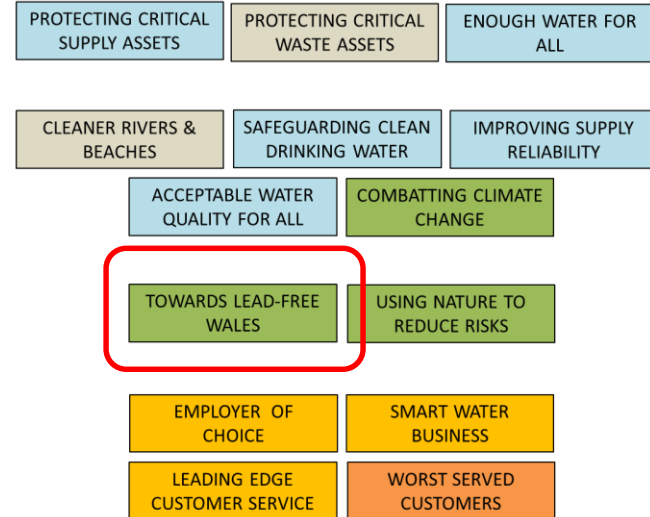 PROTECTING CRITICAL
SUPPLY ASSETS
PROTECTING CRITICAL
WASTE ASSETS
ENOUGH WATER FOR
ALL
CLEANER RIVERS &
BEACHES
SAFEGUARDING CLEAN
DRINKING WATER
IMPROVING SUPPLY
RELIABILITY
ACCEPTABLE WATER
QUALITY FOR ALL
COMBATTING CLIMATE
CHANGE
TOWARDS LEAD-FREE
WALES
USING NATURE TO
REDUCE RISKS
EMPLOYER OF
CHOICE
SMART WATER
BUSINESS
LEADING EDGE
CUSTOMER SERVICE
WORST SERVED
CUSTOMERS